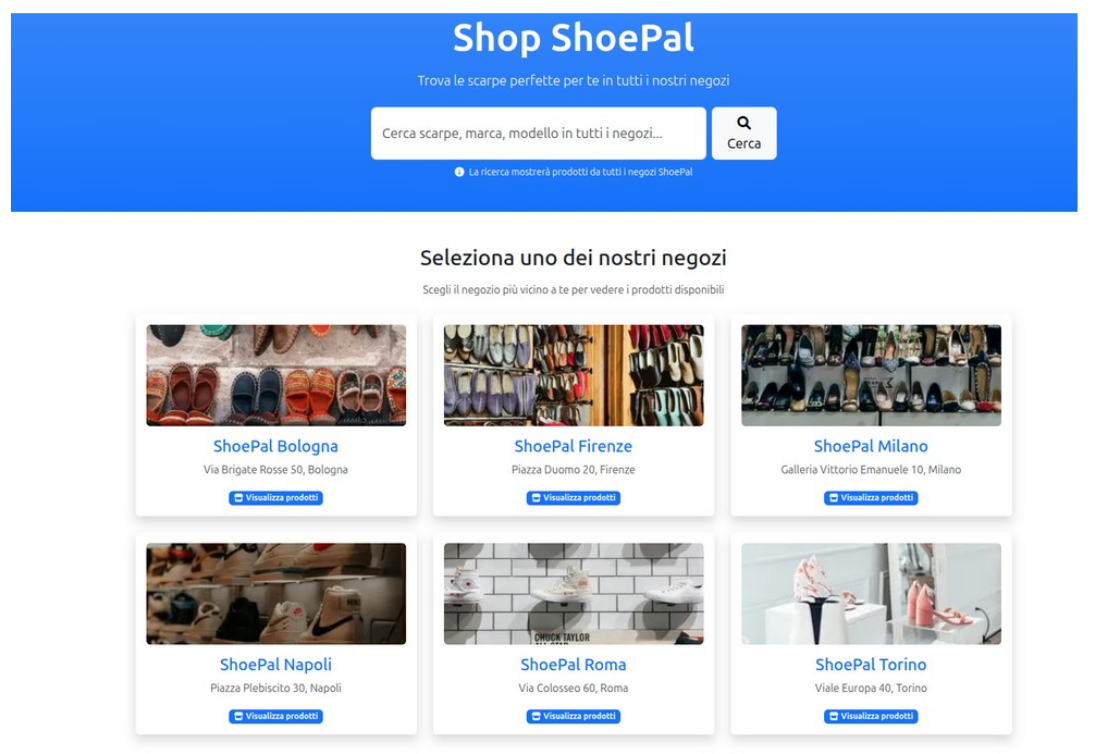 Shop ShoePal
Trova le scarpe perfette per te in tutti i nostri negozi
Cerca scarpe, marca, modello in tutti i negozi...
Cerca
La ricerca mostrerà prodotti da tutti i negozi ShoePal
Seleziona uno dei nostri negozi
Scegli il negozio più vicino a te per vedere i prodotti disponibili
ShoePal Bologna
Via Brigate Rosse 50, Bologna
Visualizza prodotti
ShoePal Firenze
Piazza Duomo 20, Firenze
Visualizza prodotti
ShoePal Milano
Galleria Vittorio Emanuele 10, Milano
Visualizza prodotti
ShoePal Napoli
Piazza Plebiscito 30, Napoli
Visualizza prodotti
CHUCK TAYLOR
ShoePal Roma
Via Colosseo 60, Roma
Visualizza prodotti
ShoePal Torino
Viale Europa 40, Torino
Visualizza prodotti